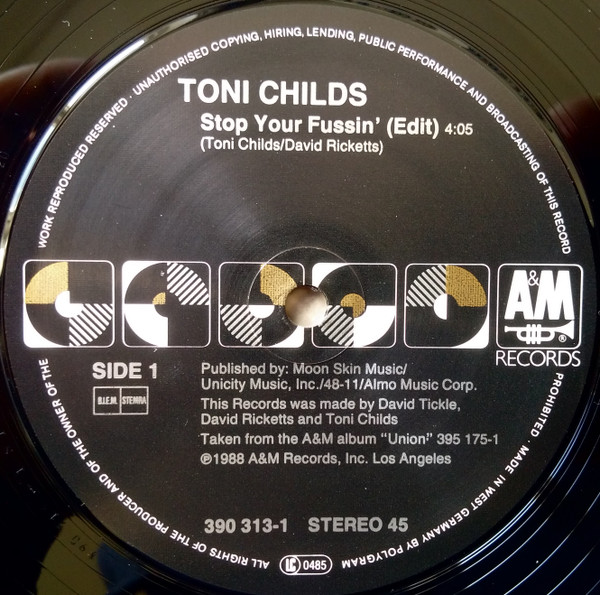 ALL RIGHTS OF THE PRODUCER AND OF THE OWNER OF THE WORK REPRODUCED RESERVED · UNAUTHORISED COPYING, HIRING, LENDING, PUBLIC PERFORMANCE AND BROADCASTING OF THIS RECORD PROHIBITED · MADE IN WEST GERMANY BY POLYGRAM
TONI CHILDS
Stop Your Fussin' (Edit) 4:05
(Toni Childs/David Ricketts)
A&M
®
RECORDS
SIDE 1
B.I.E.M. STEMRA
Published by: Moon Skin Music/
Unicity Music, Inc./48-11/Almo Music Corp.
This Records was made by David Tickle,
David Ricketts and Toni Childs
Taken from the A&M album "Union" 395 175-1
℗1988 A&M Records, Inc. Los Angeles
390 313-1 STEREO 45
LC 0485